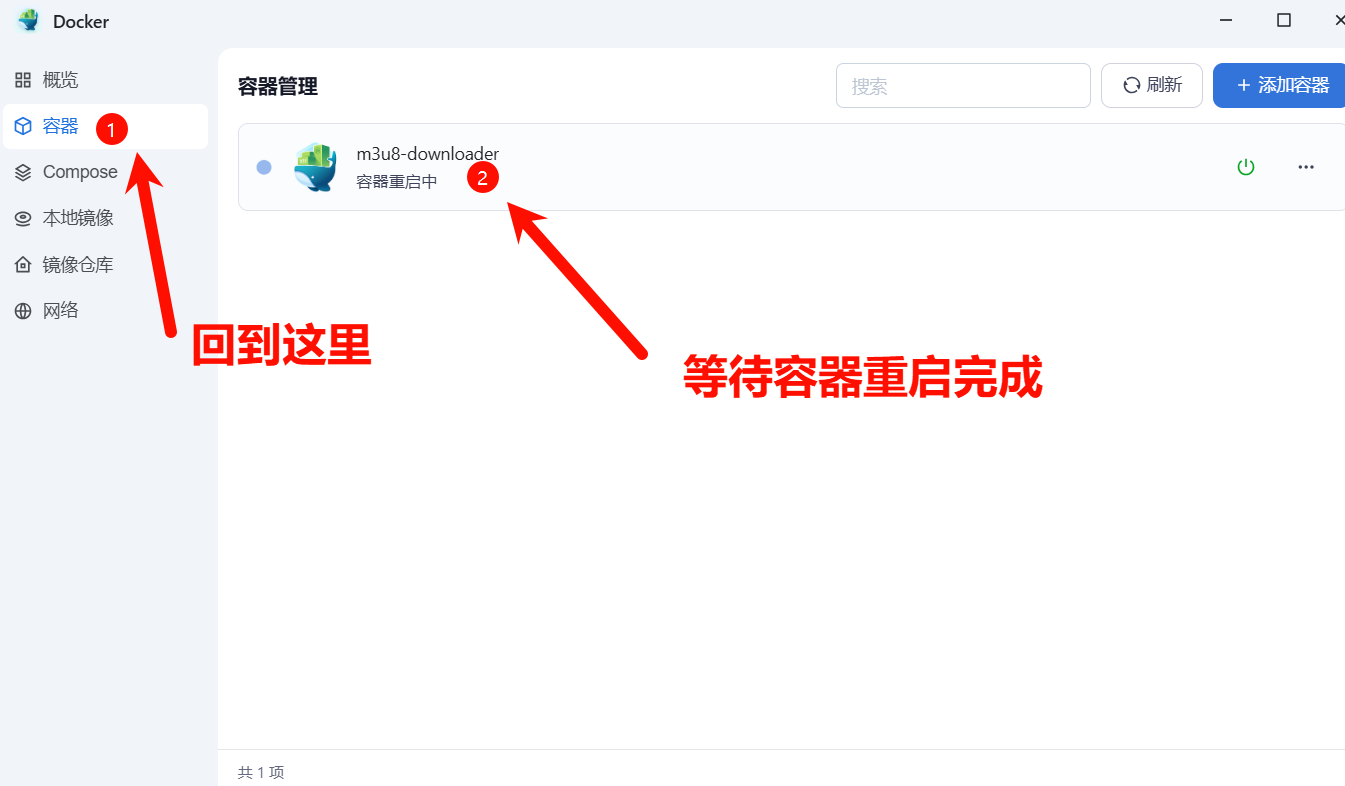 Docker
概览
容器
1
Compose
本地镜像
镜像仓库
网络
容器管理
搜索
刷新
+ 添加容器
m3u8-downloader
容器重启中
2
回到这里
等待容器重启完成
共 1 项